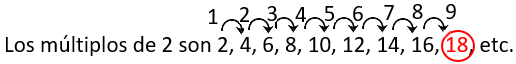 1 2 3 4 5 6 7 8 9
Los múltiplos de 2 son 2, 4, 6, 8, 10, 12, 14, 16, 18, etc.